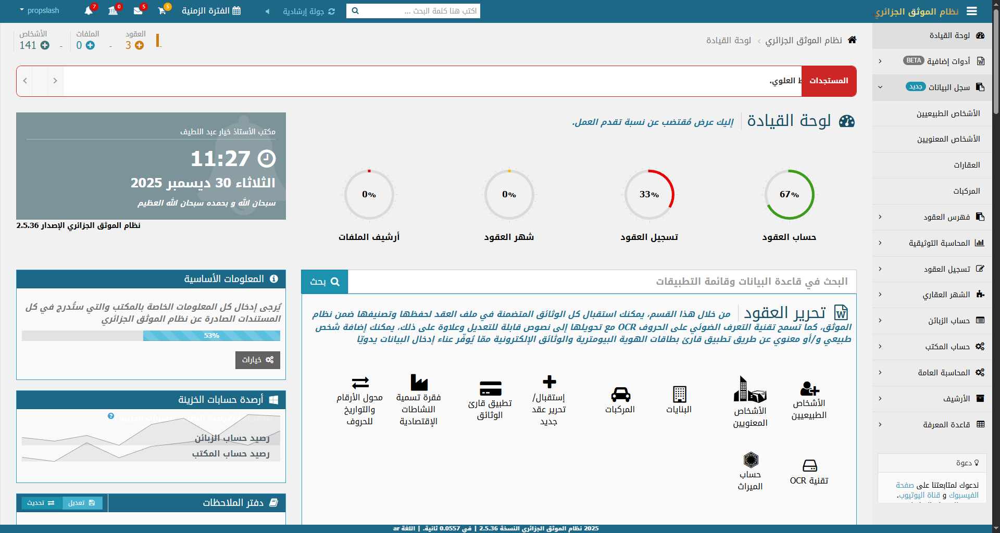 نظام الموثق الجزائري
اكتب هنا كلمة البحث ...
جولة إرشادية
الفترة الزمنية
5
5
0
7
propslash
لوحة القيادة
أدوات إضافية BETA
سجل البيانات جديد
الأشخاص الطبيعيين
الأشخاص المعنويين
العقارات
المركبات
فهرس العقود
المحاسبة التوثيقية
تسجيل العقود
الشهر العقاري
حساب الزبائن
حساب المكتب
المحاسبة العامة
الأرشيف
قاعدة المعرفة
دعوة
ندعوك لمتابعتنا على صفحة
الفيسبوك و قناة اليوتيوب.
نظام الموثق الجزائري › لوحة القيادة
العقود
3
الملفات
0
الأشخاص
141
المستجدات
ط العلوي.
لوحة القيادة
إليك عرض مُقتضب عن نسبة تقدم العمل.
67%
33%
0%
0%
حساب العقود
تسجيل العقود
شهر العقود
أرشيف الملفات
مكتب الأستاذ خيار عبد اللطيف
11:27
الثلاثاء 30 ديسمبر 2025
سبحان الله و بحمده سبحان الله العظيم
نظام الموثق الجزائري الإصدار 2.5.36
البحث في قاعدة البيانات وقائمة التطبيقات
بحث
تحرير العقود
من خلال هذا القسم، يمكنك استقبال كل الوثائق المتضمنة في ملف العقد لحفظها وتصنيفها ضمن نظام
الموثق، كما تسمح تقنية التعرف الضوئي على الحروف OCR مع تحويلها إلى نصوص قابلة للتعديل وعلاوة على ذلك، يمكنك إضافة شخص
طبيعي و/أو معنوي عن طريق تطبيق قارئ بطاقات الهوية البيومترية والوثائق الإلكترونية ممّا يُوفّر عناء إدخال البيانات يدويًا
الأشخاص
الطبيعيين
الأشخاص
المعنويين
البنايات
المركبات
إستقبال/
تحرير عقد
جديد
تطبيق قارئ
الوثائق
فقرة تسمية
النشاطات
الإقتصادية
محول الأرقام
والتواريخ
للحروف
تقنية OCR
حساب
الميراث
المعلومات الأساسية
يُرجى إدخال كل المعلومات الخاصة بالمكتب والتي ستُدرج في كل
المستندات الصادرة عن نظام الموثق الجزائري
53%
خيارات
أرصدة حسابات الخزينة
رصيد حساب الزبائن
رصيد حساب المكتب
دفتر الملاحظات
تعديل
تحديث
2025 نظام الموثق الجزائري النسخة 2.5.36 | في 0.0557 ثانية. | اللغة ar